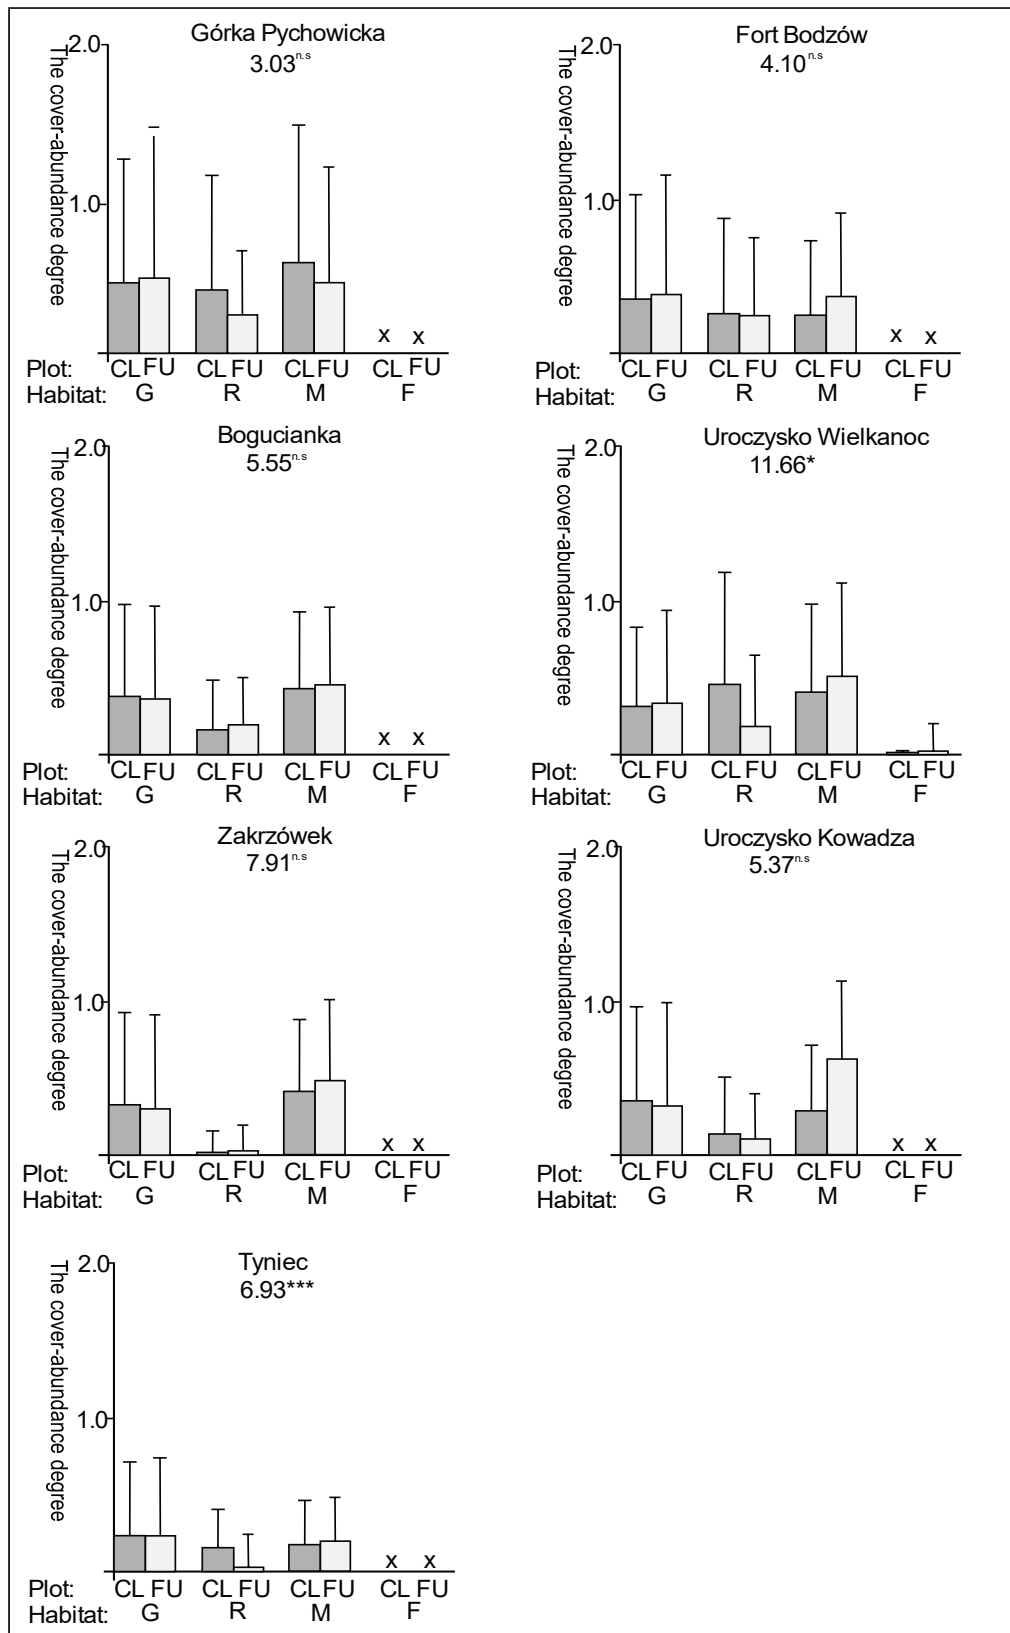 Górka Pychowicka
3.03n.s
2.0
1.0
The cover-abundance degree
x x
Plot: CL FU CL FU CL FU CL FU
Habitat: G R M F
Fort Bodzów
4.10n.s
2.0
1.0
The cover-abundance degree
x x
Plot: CL FU CL FU CL FU CL FU
Habitat: G R M F
Bogucianka
5.55n.s
2.0
1.0
The cover-abundance degree
x x
Plot: CL FU CL FU CL FU CL FU
Habitat: G R M F
Uroczysko Wielkanoc
11.66*
2.0
1.0
The cover-abundance degree
Plot: CL FU CL FU CL FU CL FU
Habitat: G R M F
Zakrzówek
7.91n.s
2.0
1.0
The cover-abundance degree
x x
Plot: CL FU CL FU CL FU CL FU
Habitat: G R M F
Uroczysko Kowadza
5.37n.s
2.0
1.0
The cover-abundance degree
x x
Plot: CL FU CL FU CL FU CL FU
Habitat: G R M F
Tyniec
6.93***
2.0
1.0
The cover-abundance degree
x x
Plot: CL FU CL FU CL FU CL FU
Habitat: G R M F